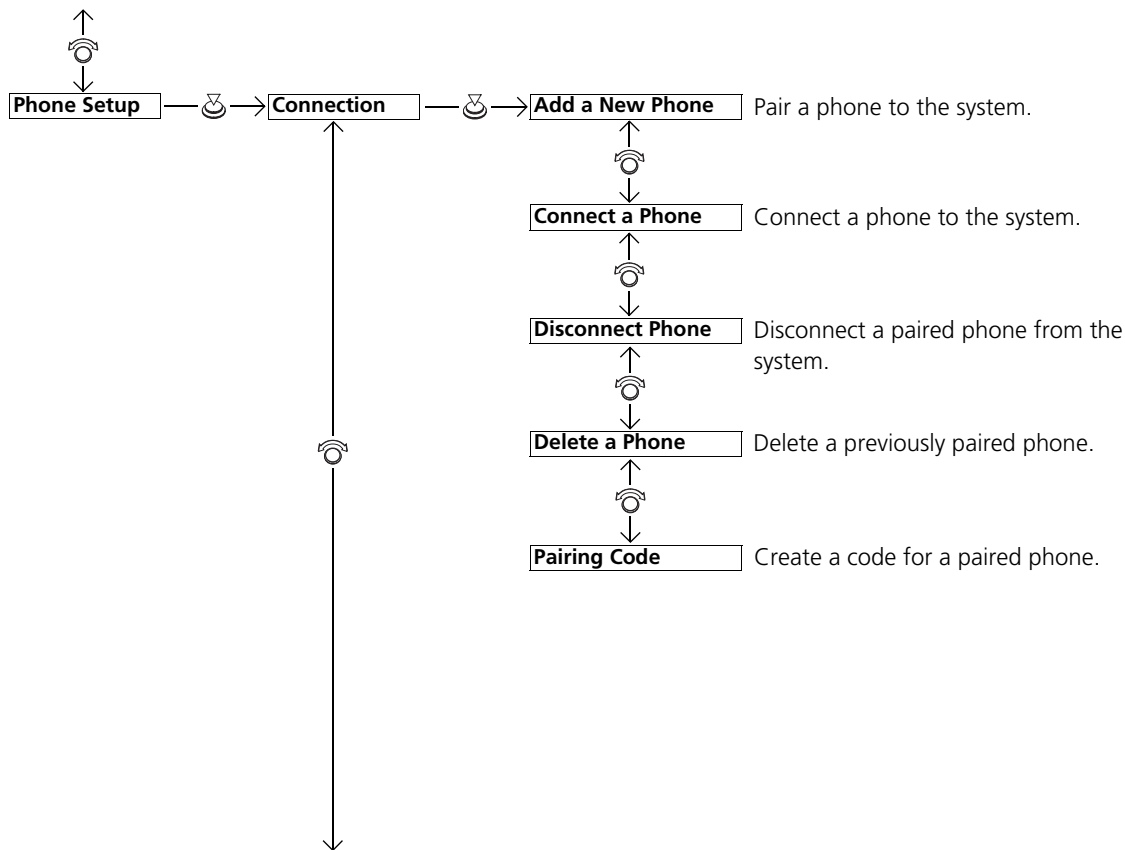 Phone Setup
Connection
Add a New Phone
Pair a phone to the system.
Connect a Phone
Connect a phone to the system.
Disconnect Phone
Disconnect a paired phone from the
system.
Delete a Phone
Delete a previously paired phone.
Pairing Code
Create a code for a paired phone.